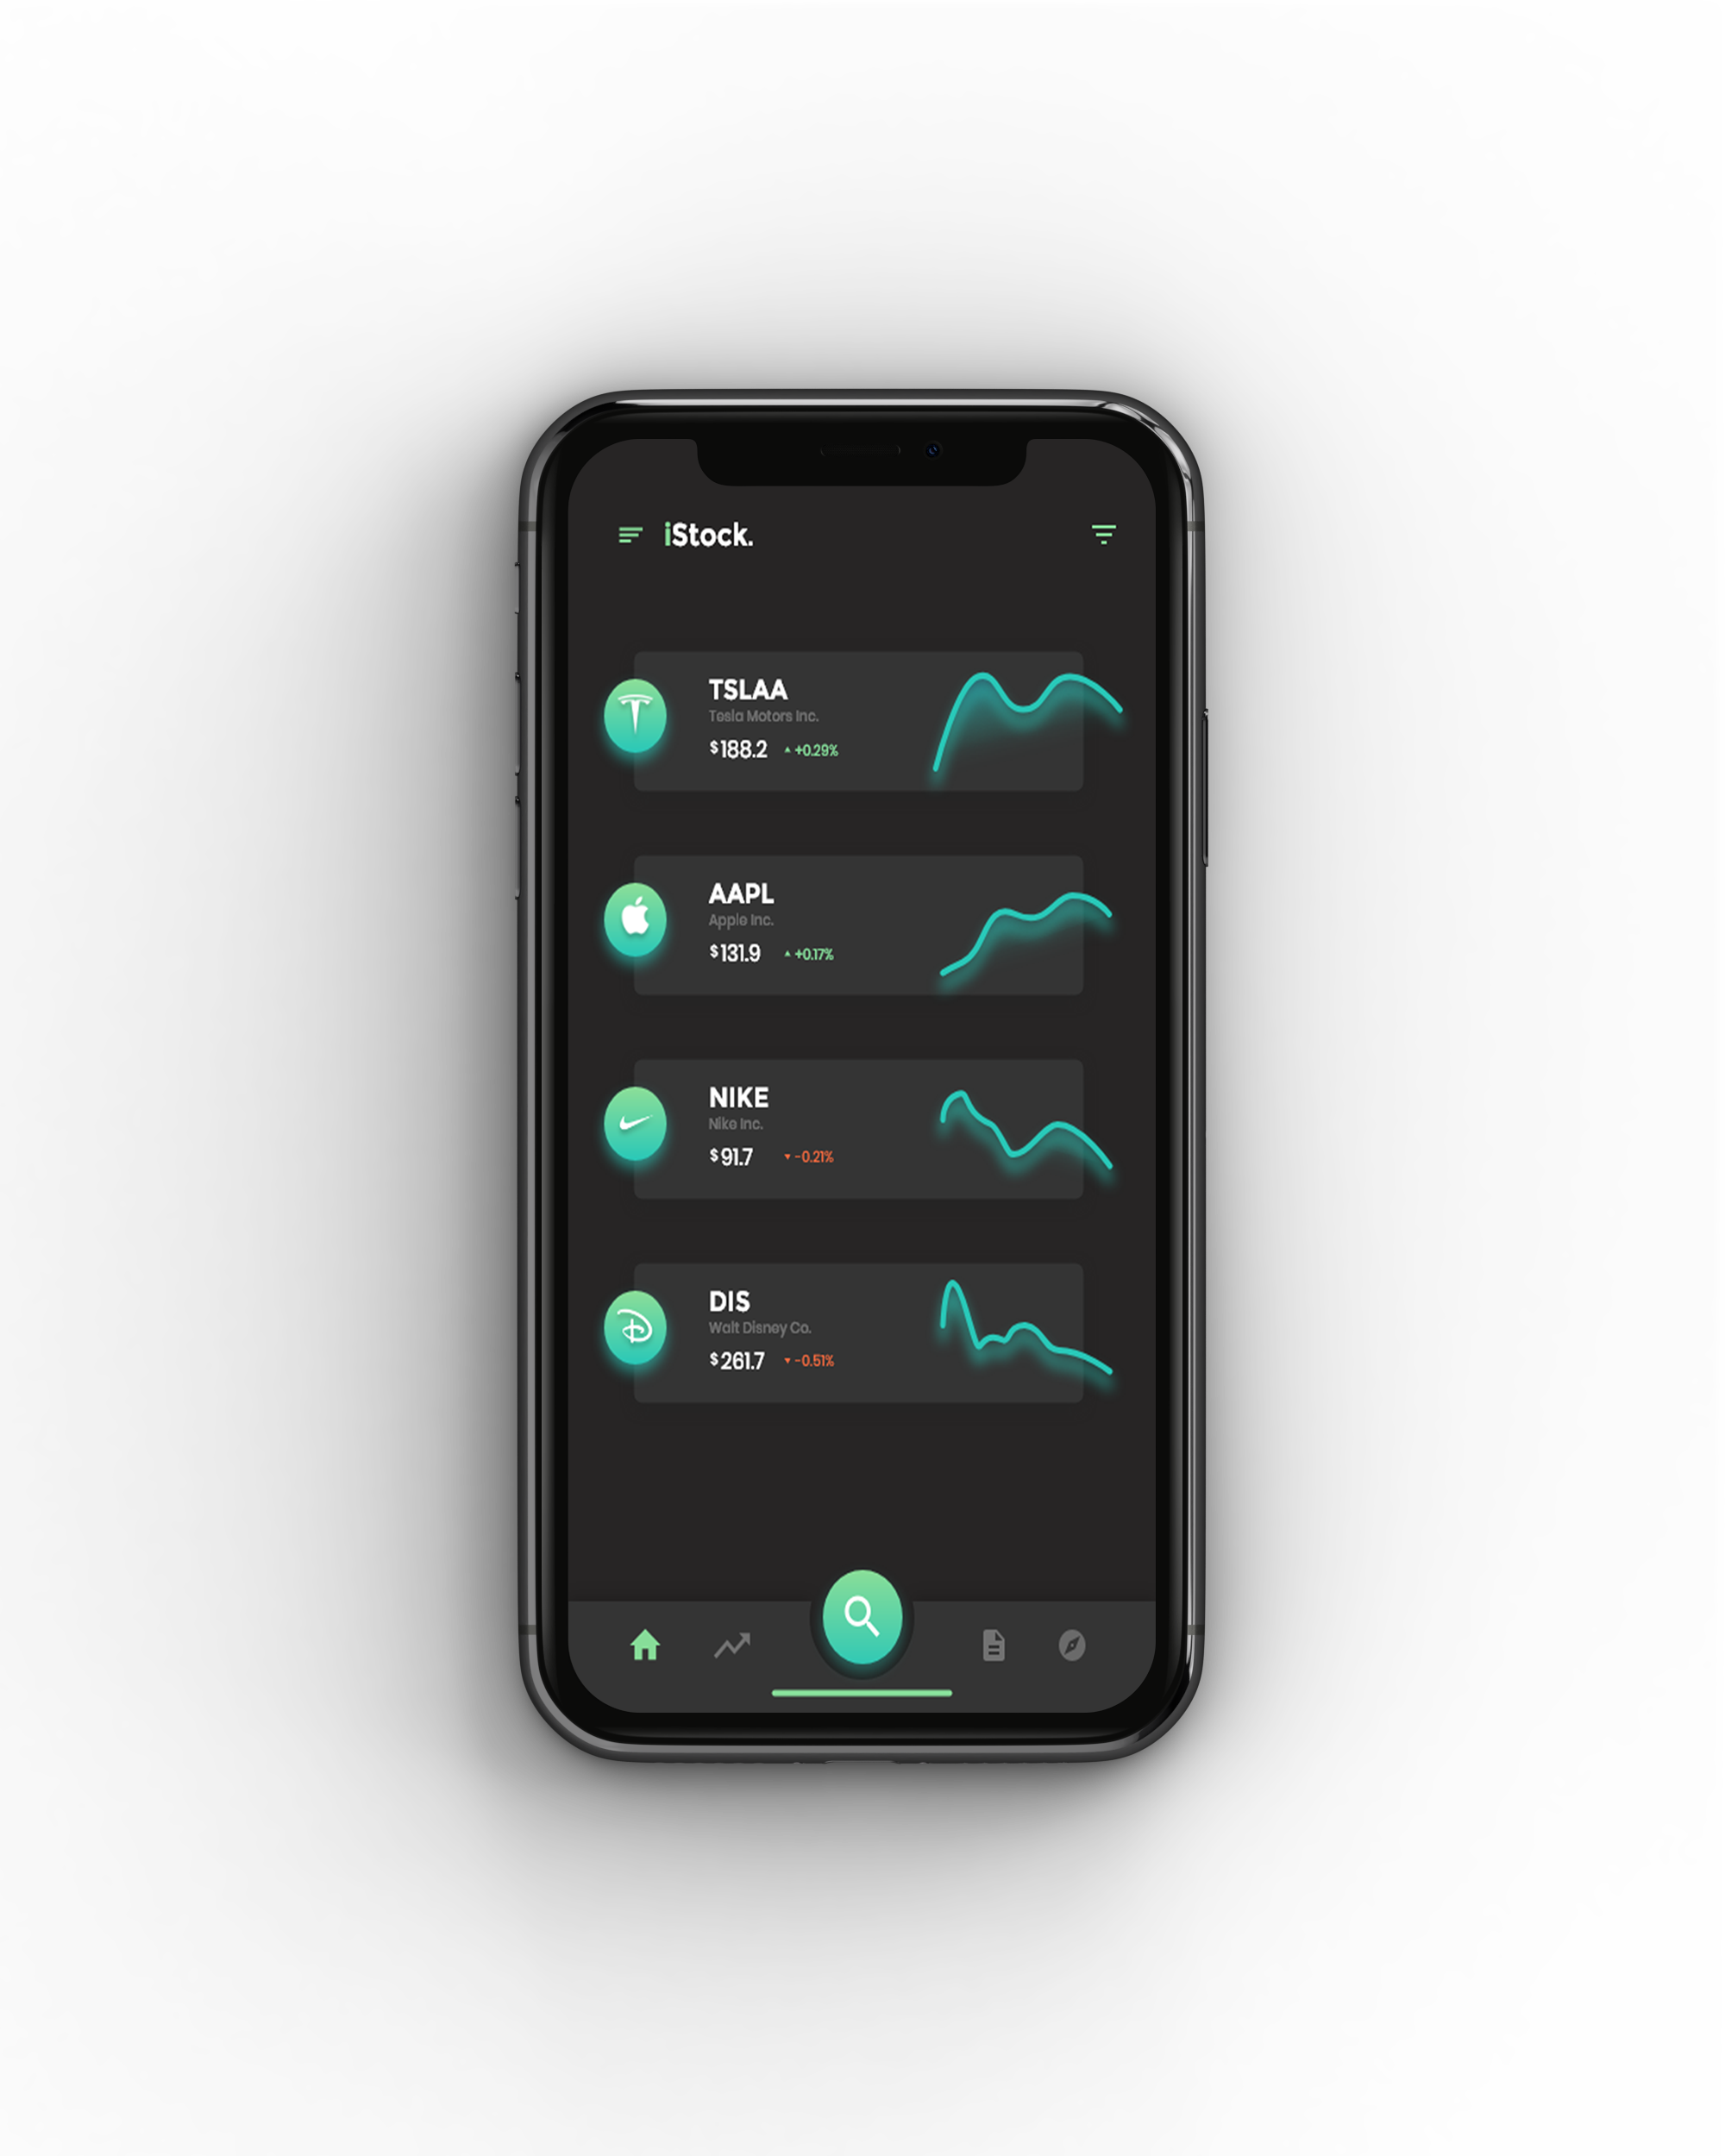 iStock.
TSLAA
Tesla Motors Inc.
$188.2 ▲ +0.29%
AAPL
Apple Inc.
$131.9 ▲ +0.17%
NIKE
Nike Inc.
$91.7 ▼ -0.21%
DIS
Walt Disney Co.
$261.7 ▼ -0.51%